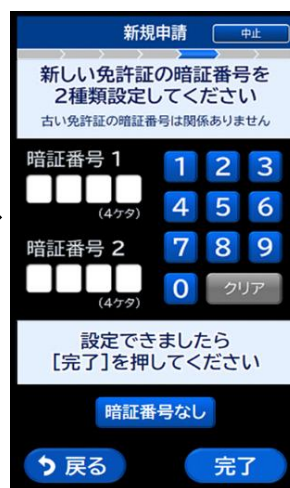 新規申請
中止
新しい免許証の暗証番号を
2種類設定してください
古い免許証の暗証番号は関係ありません
暗証番号 1
(4ケタ)
暗証番号 2
(4ケタ)
1 2 3
4 5 6
7 8 9
0 クリア
設定できましたら
[完了]を押してください
暗証番号なし
戻る
完了